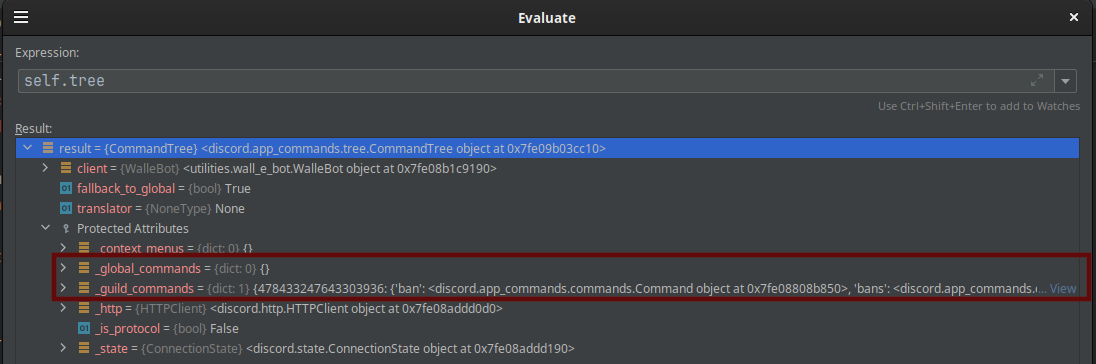 Evaluate
Expression:
self.tree
Use Ctrl+Shift+Enter to add to Watches
Result:
result = {CommandTree} <discord.app_commands.tree.CommandTree object at 0x7fe09b03cc10>
client = {WalleBot} <utilities.wall_e_bot.WalleBot object at 0x7fe08b1c9190>
01 fallback_to_global = {bool} True
01 translator = {NoneType} None
Protected Attributes
_context_menus = {dict: 0} {}
_global_commands = {dict: 0} {}
_guild_commands = {dict: 1} {478433247643303936: {'ban': <discord.app_commands.commands.Command object at 0x7fe08808b850>, 'bans': <discord.app_commands.c... View
_http = {HTTPClient} <discord.http.HTTPClient object at 0x7fe08addd0d0>
01 _is_protocol = {bool} False
_state = {ConnectionState} <discord.state.ConnectionState object at 0x7fe08addd190>